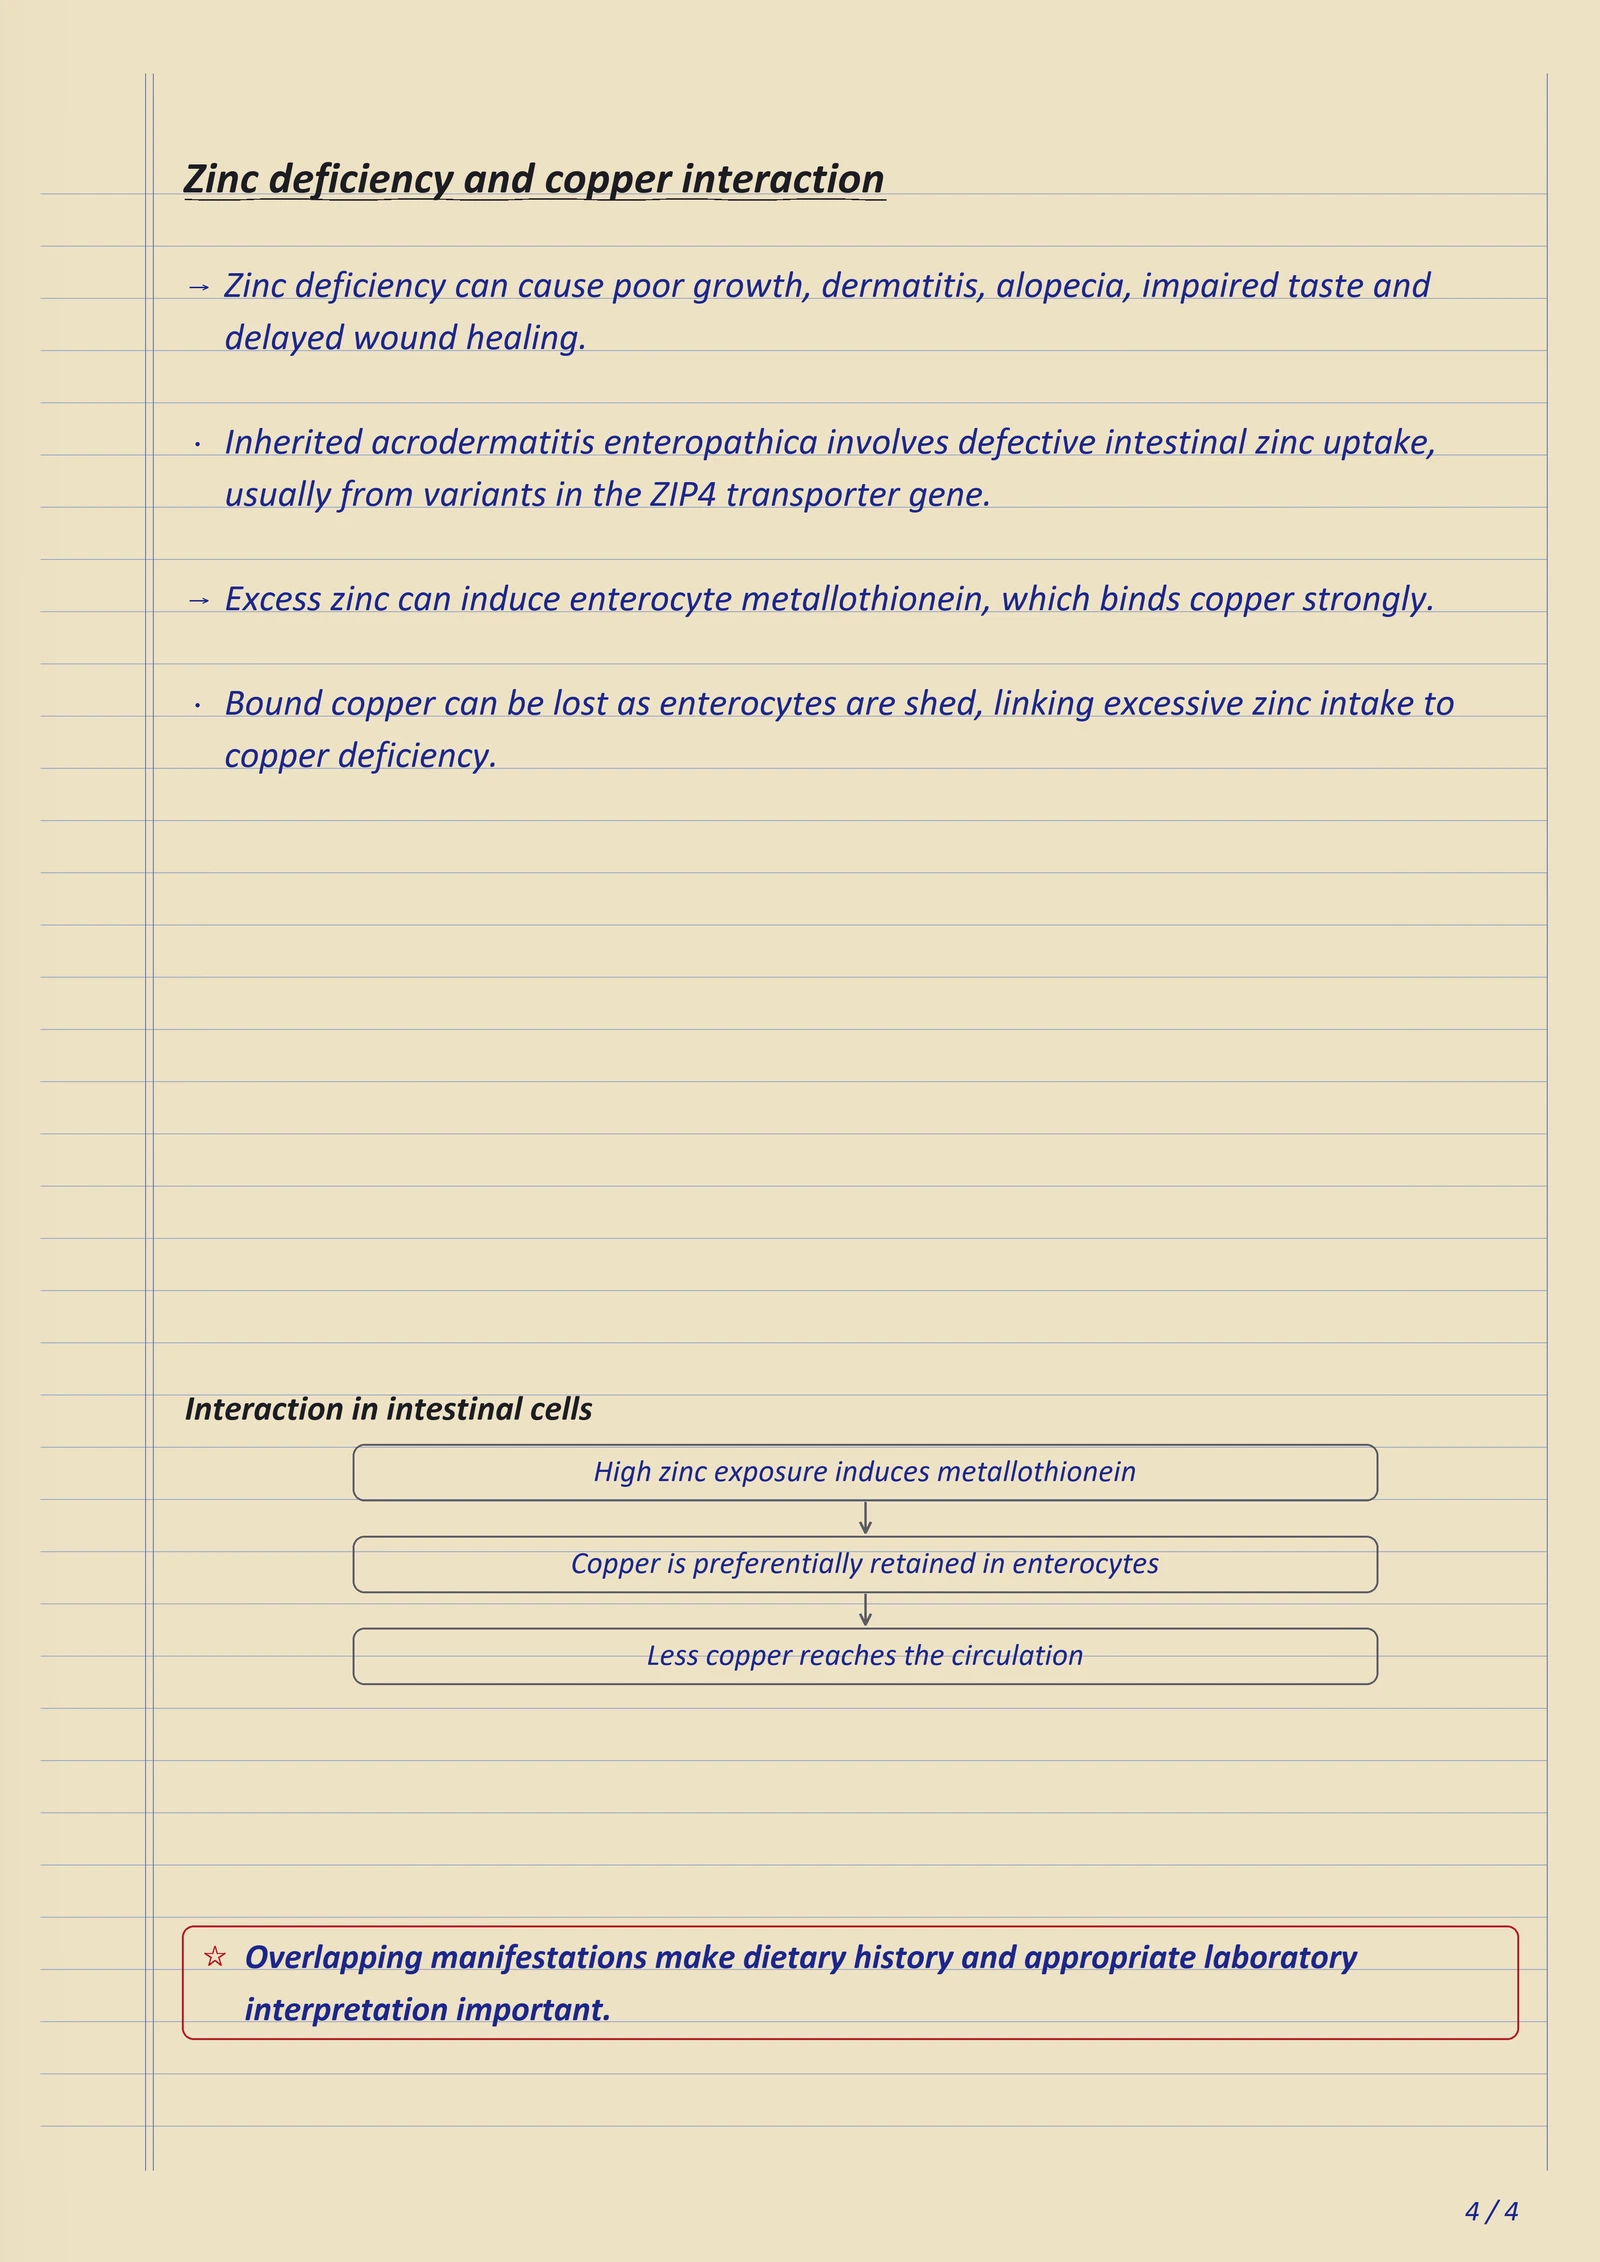 Zinc deficiency and copper interaction
→ Zinc deficiency can cause poor growth, dermatitis, alopecia, impaired taste and
delayed wound healing.
· Inherited acrodermatitis enteropathica involves defective intestinal zinc uptake,
usually from variants in the ZIP4 transporter gene.
→ Excess zinc can induce enterocyte metallothionein, which binds copper strongly.
· Bound copper can be lost as enterocytes are shed, linking excessive zinc intake to
copper deficiency.
Interaction in intestinal cells
High zinc exposure induces metallothionein
Copper is preferentially retained in enterocytes
Less copper reaches the circulation
☆ Overlapping manifestations make dietary history and appropriate laboratory
interpretation important.
4 / 4